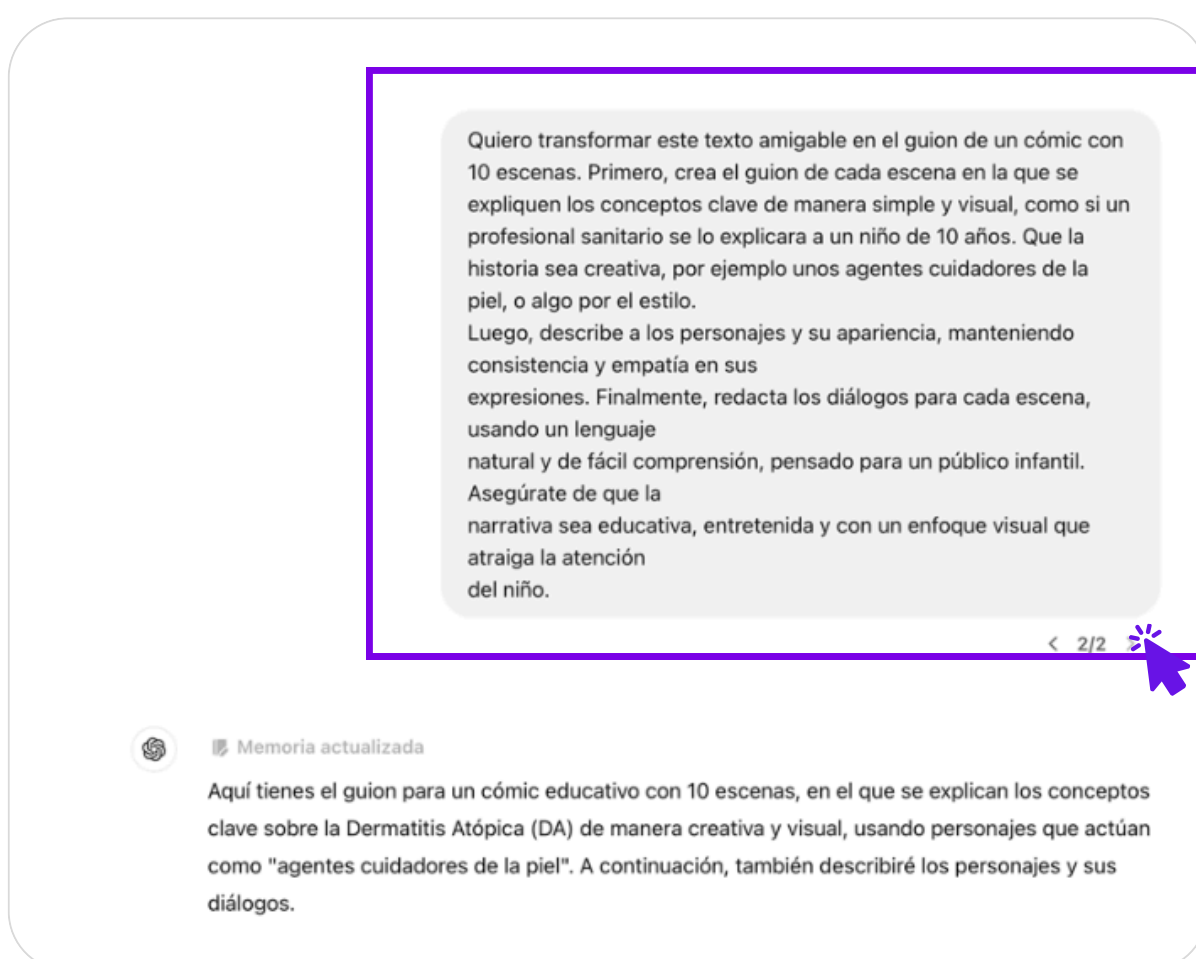 Quiero transformar este texto amigable en el guion de un cómic con
10 escenas. Primero, crea el guion de cada escena en la que se
expliquen los conceptos clave de manera simple y visual, como si un
profesional sanitario se lo explicara a un niño de 10 años. Que la
historia sea creativa, por ejemplo unos agentes cuidadores de la
piel, o algo por el estilo.
Luego, describe a los personajes y su apariencia, manteniendo
consistencia y empatía en sus
expresiones. Finalmente, redacta los diálogos para cada escena,
usando un lenguaje
natural y de fácil comprensión, pensado para un público infantil.
Asegúrate de que la
narrativa sea educativa, entretenida y con un enfoque visual que
atraiga la atención
del niño.
< 2/2 >
Memoria actualizada
Aquí tienes el guion para un cómic educativo con 10 escenas, en el que se explican los conceptos
clave sobre la Dermatitis Atópica (DA) de manera creativa y visual, usando personajes que actúan
como "agentes cuidadores de la piel". A continuación, también describiré los personajes y sus
diálogos.